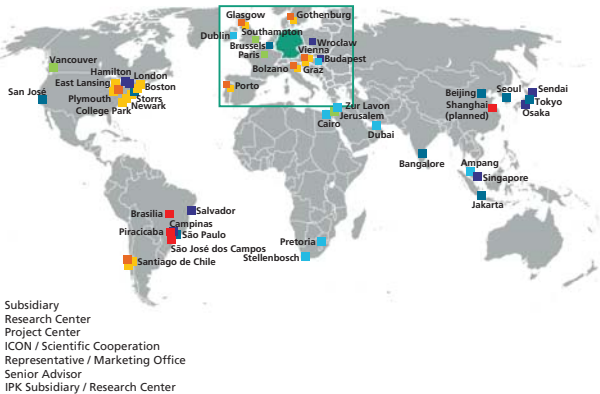 Glasgow
Gothenburg
Dublin
Southampton
Brussels
Wroclaw
Paris
Vienna
Budapest
Bolzano
Graz
Porto
Vancouver
Hamilton
London
East Lansing
Boston
San José
Plymouth
Storrs
Newark
College Park
Zur Lavon
Jerusalem
Cairo
Dubai
Beijing
Seoul
Sendai
Shanghai
(planned)
Tokyo
Osaka
Bangalore
Ampang
Singapore
Jakarta
Brasilia
Salvador
Campinas
Piracicaba
São Paulo
São José dos Campos
Santiago de Chile
Pretoria
Stellenbosch
Subsidiary
Research Center
Project Center
ICON / Scientific Cooperation
Representative / Marketing Office
Senior Advisor
IPK Subsidiary / Research Center